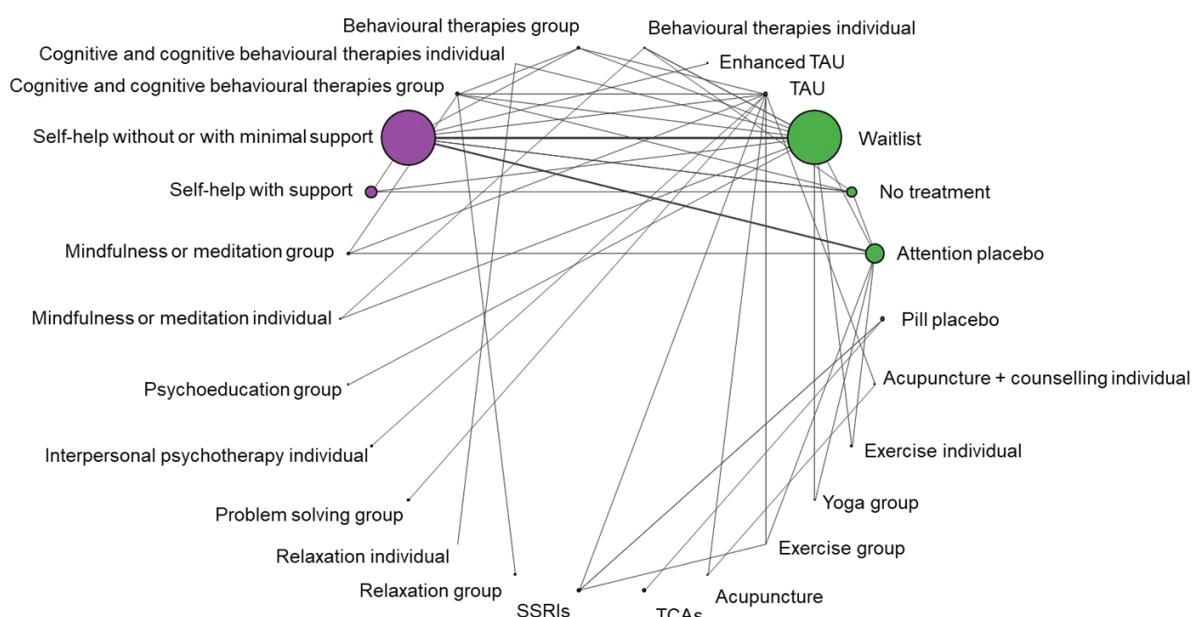 Behavioural therapies group
Behavioural therapies individual
Cognitive and cognitive behavioural therapies individual
Enhanced TAU
Cognitive and cognitive behavioural therapies group
TAU
Self-help without or with minimal support
Waitlist
Self-help with support
No treatment
Mindfulness or meditation group
Attention placebo
Mindfulness or meditation individual
Pill placebo
Psychoeducation group
Acupuncture + counselling individual
Interpersonal psychotherapy individual
Exercise individual
Problem solving group
Yoga group
Relaxation individual
Exercise group
Relaxation group
Acupuncture
SSRIs
TCAs